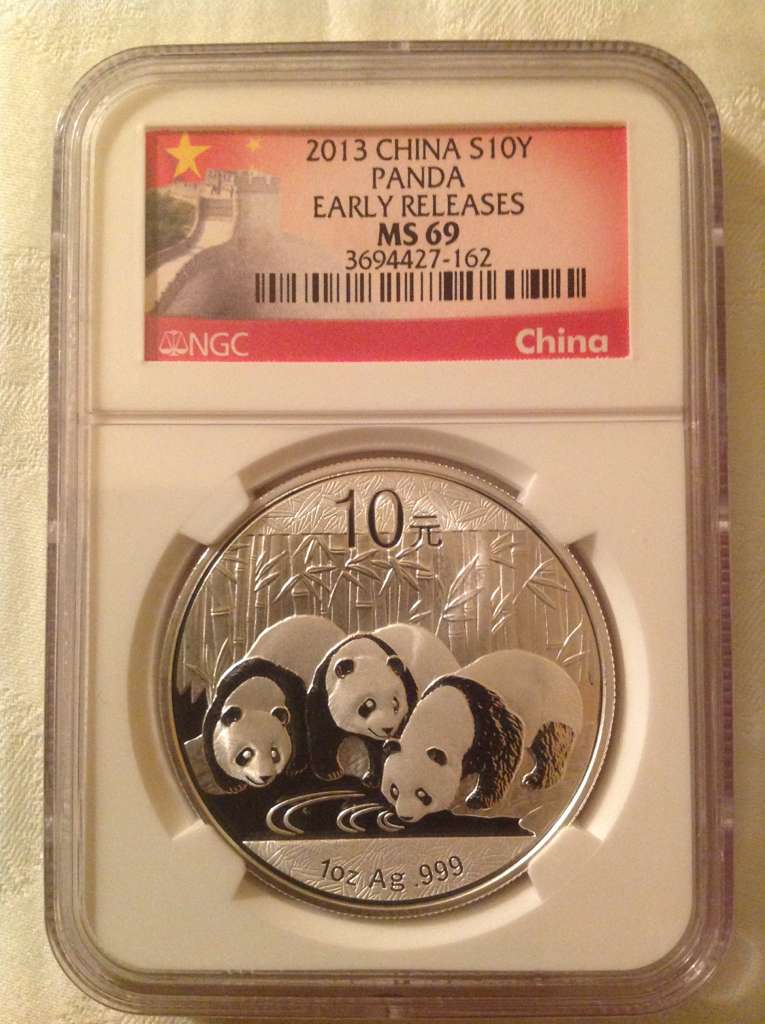 2013 CHINA S10Y
PANDA
EARLY RELEASES
MS 69
3694427-162
NGC
China
10元
1oz Ag .999